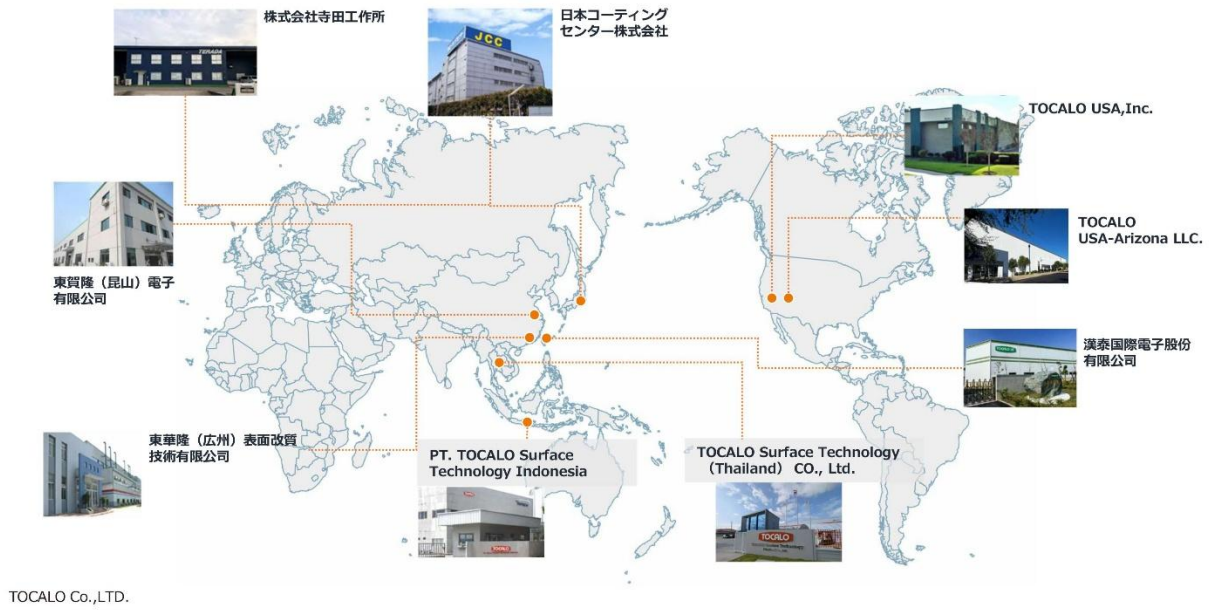 株式会社寺田工作所
TERADA
日本コーティング
センター株式会社
JCC
TOCALO USA,Inc.
TOCALO
USA-Arizona LLC.
東賀隆（昆山）電子
有限公司
漢泰国際電子股份
有限公司
東華隆（広州）表面改質
技術有限公司
PT. TOCALO Surface
Technology Indonesia
TOCALO Surface Technology
（Thailand） CO., Ltd.
TOCALO
TOCALO Co.,LTD.